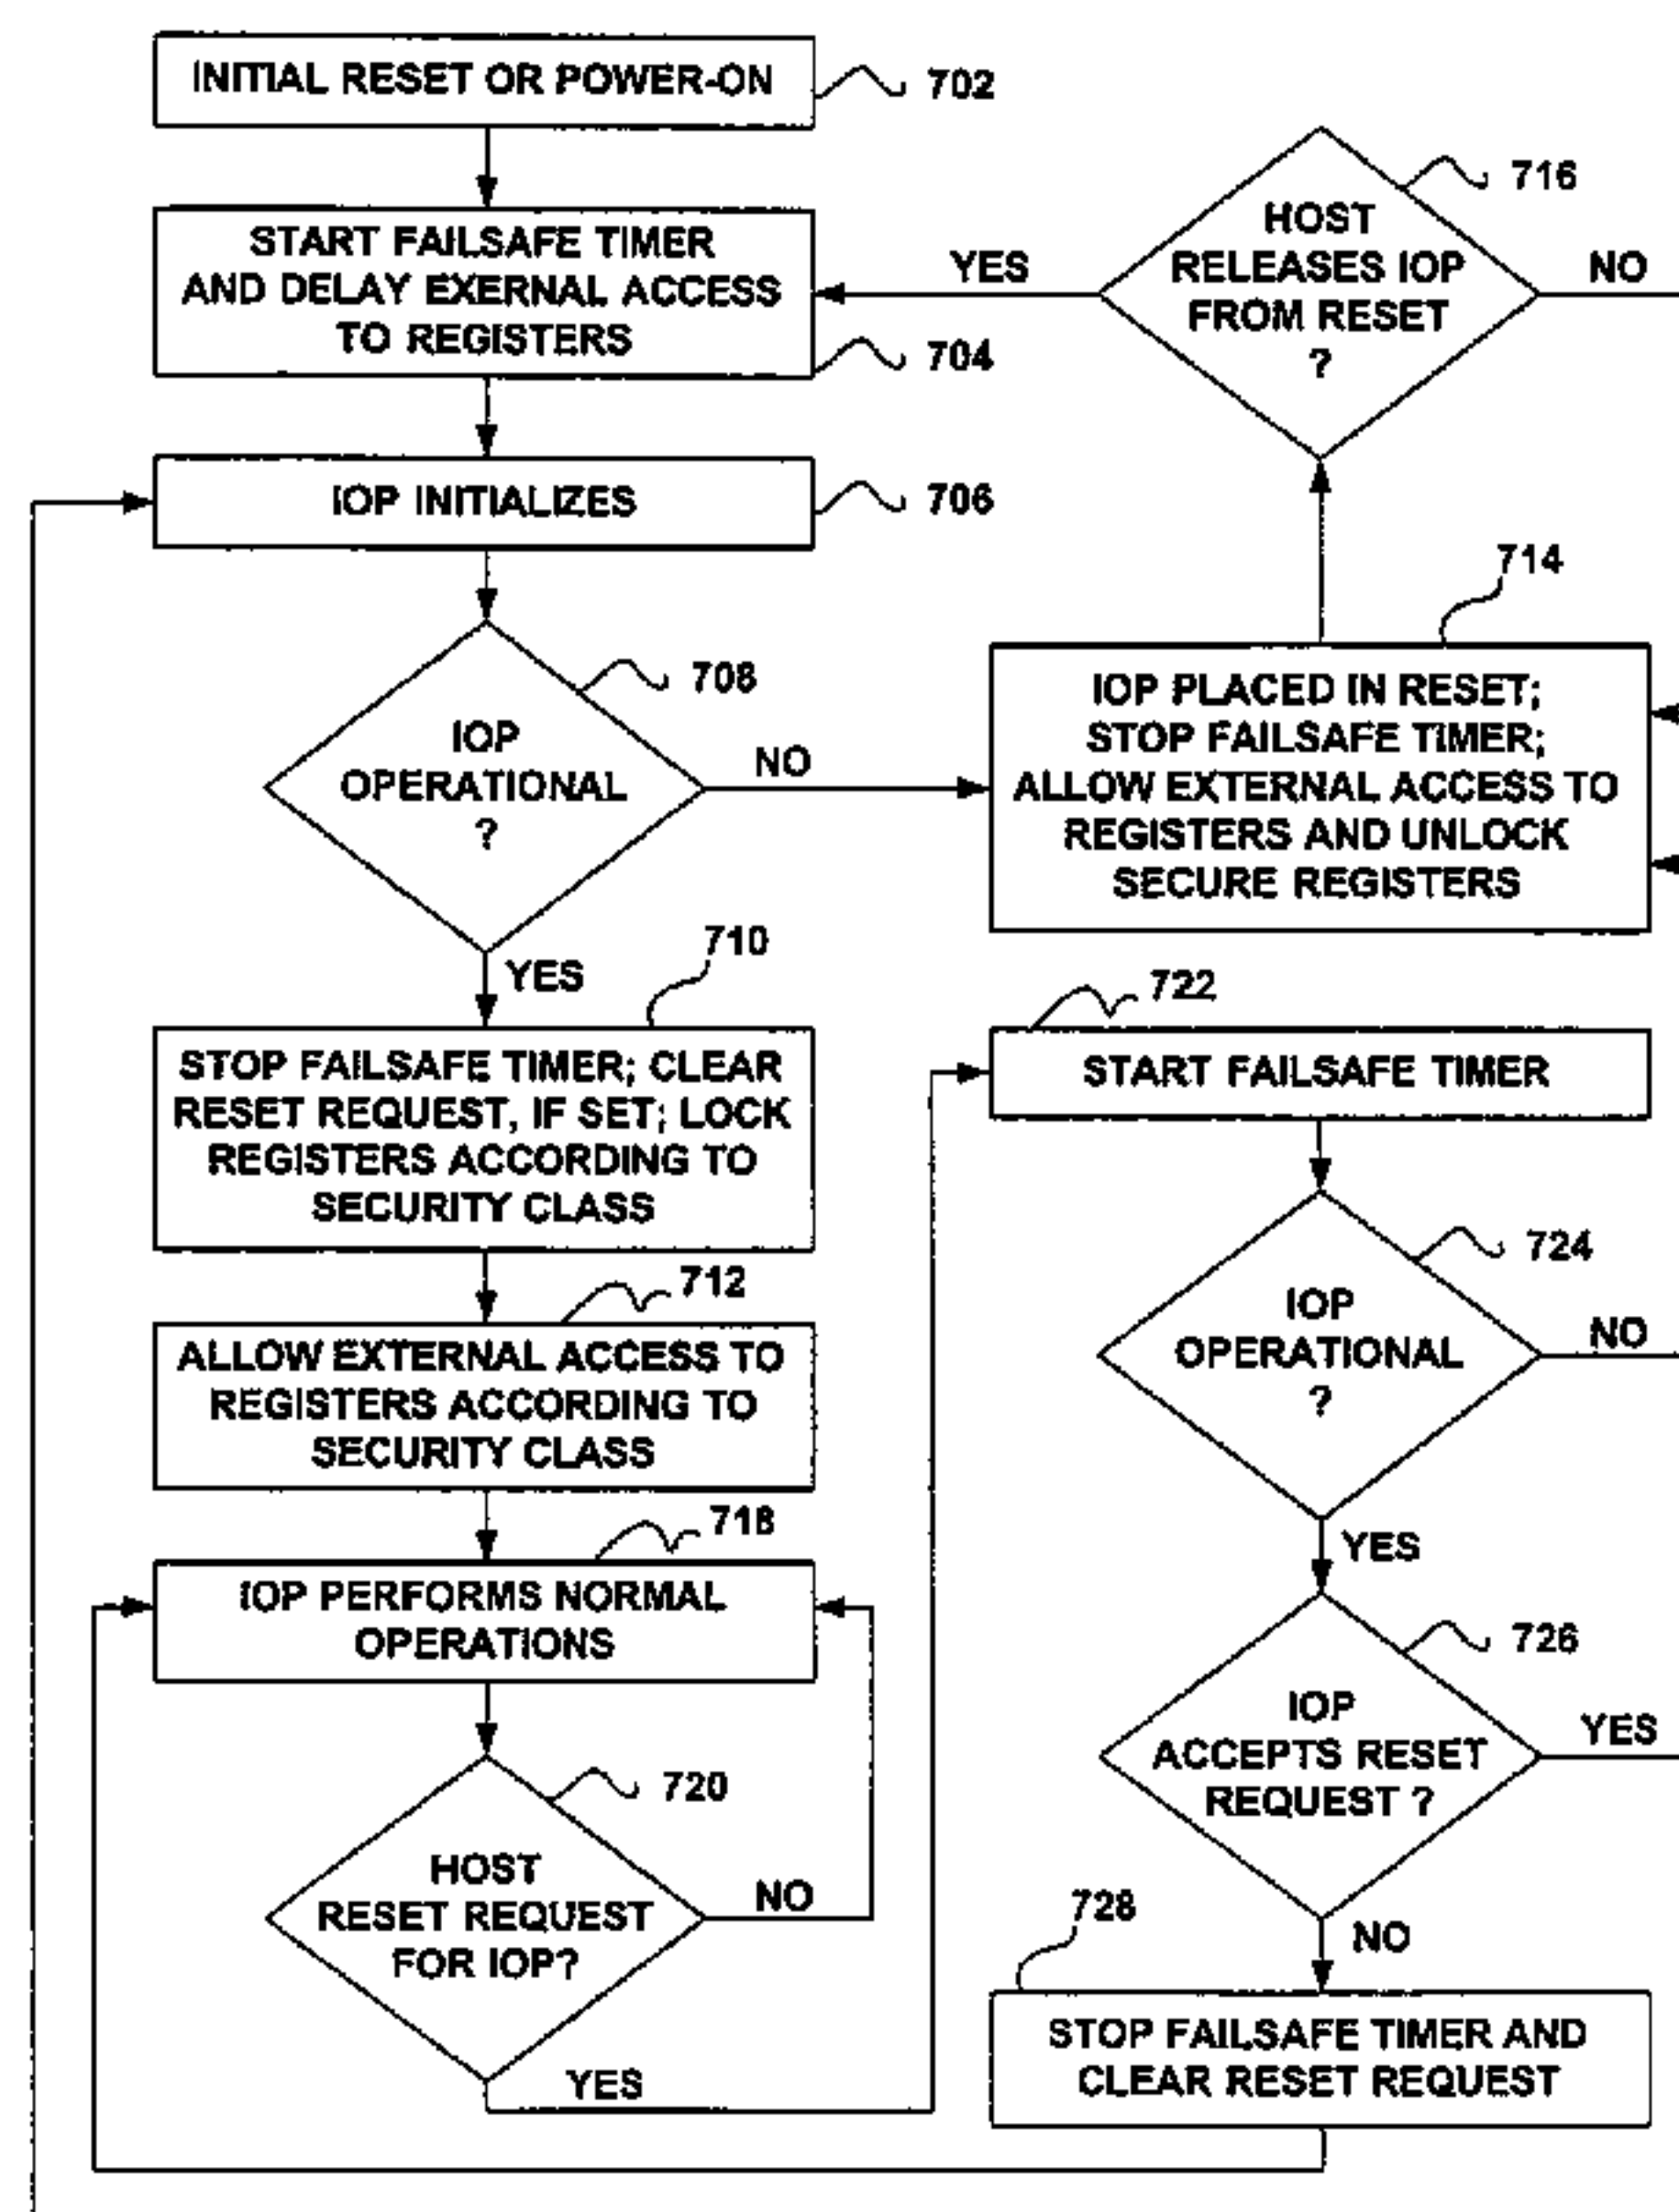 INITIAL RESET OR POWER-ON
702
START FAILSAFE TIMER
AND DELAY EXERNAL ACCESS
TO REGISTERS
704
IOP INITIALIZES
706
708
IOP
OPERATIONAL
?
NO
YES
710
STOP FAILSAFE TIMER; CLEAR
RESET REQUEST, IF SET; LOCK
REGISTERS ACCORDING TO
SECURITY CLASS
712
ALLOW EXTERNAL ACCESS TO
REGISTERS ACCORDING TO
SECURITY CLASS
718
IOP PERFORMS NORMAL
OPERATIONS
720
HOST
RESET REQUEST
FOR IOP?
NO
YES
716
HOST
RELEASES IOP
FROM RESET
?
YES
NO
714
IOP PLACED IN RESET;
STOP FAILSAFE TIMER;
ALLOW EXTERNAL ACCESS TO
REGISTERS AND UNLOCK
SECURE REGISTERS
722
START FAILSAFE TIMER
724
IOP
OPERATIONAL
?
NO
YES
726
IOP
ACCEPTS RESET
REQUEST ?
YES
NO
728
STOP FAILSAFE TIMER AND
CLEAR RESET REQUEST